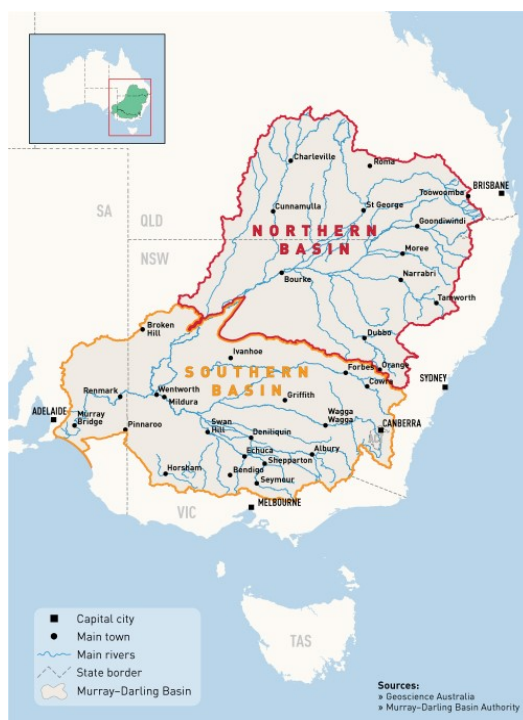 Charleville
Roma
Toowoomba
BRISBANE
Cunnamulla
St George
SA
QLD
Goondiwindi
NORTHERN
BASIN
NSW
Moree
Bourke
Narrabri
Tamworth
Broken
Hill
Dubbo
Ivanhoe
Orange
SOUTHERN
BASIN
Forbes
Cowra
SYDNEY
Renmark
Wentworth
Mildura
Griffith
ADELAIDE
Murray
Bridge
Pinnaroo
Swan
Hill
Wagga
Wagga
CANBERRA
ACT
Deniliquin
Echuca
Albury
Shepparton
Horsham
Bendigo
Seymour
MELBOURNE
VIC
TAS
Capital city
Main town
Main rivers
State border
Murray–Darling Basin
Sources:
» Geoscience Australia
» Murray–Darling Basin Authority